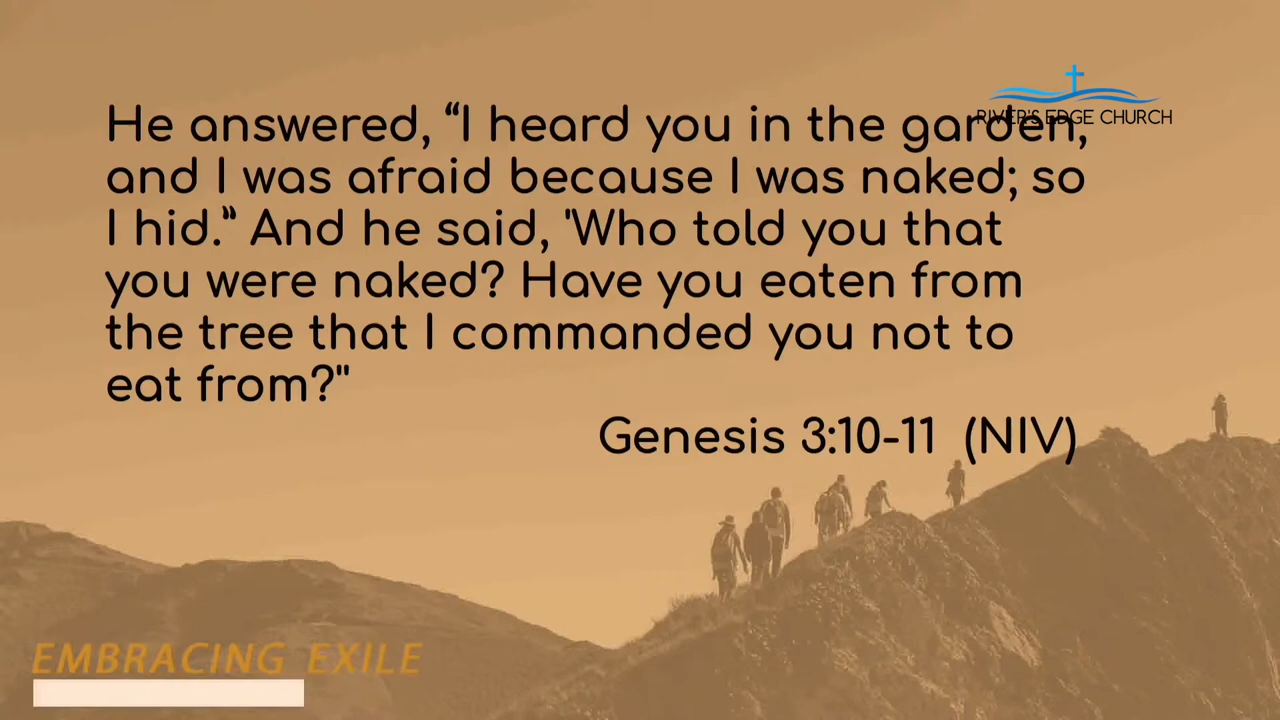 RIVER'S EDGE CHURCH
He answered, “I heard you in the garden,
and I was afraid because I was naked; so
I hid.” And he said, 'Who told you that
you were naked? Have you eaten from
the tree that I commanded you not to
eat from?"
Genesis 3:10-11 (NIV)
EMBRACING EXILE